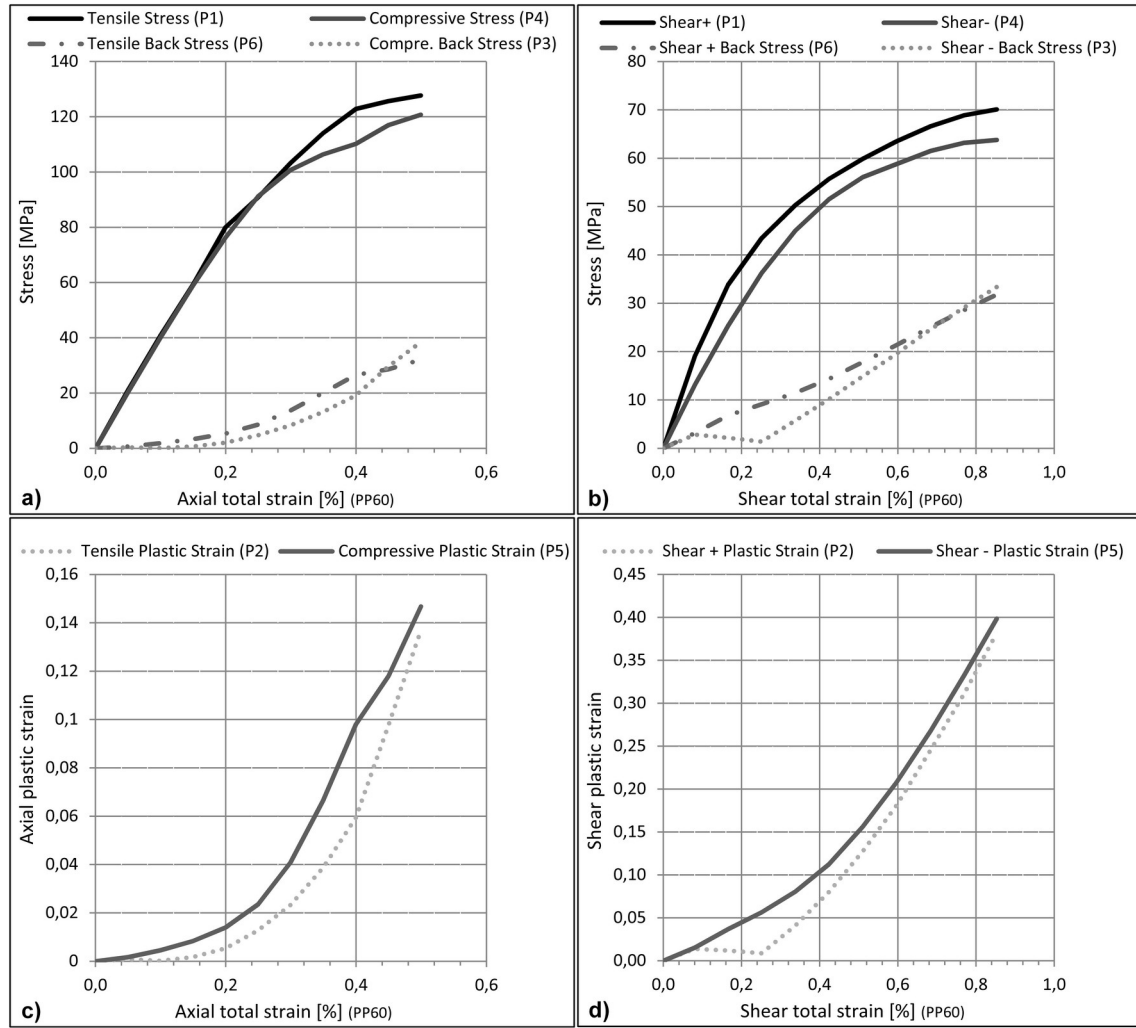 Tensile Stress (P1) Compressive Stress (P4)
Tensile Back Stress (P6) Compre. Back Stress (P3)
140
120
100
80
60
40
20
0
Stress [MPa]
0,0 0,2 0,4 0,6
a) Axial total strain [%] (PP60)
Shear+ (P1) Shear- (P4)
Shear + Back Stress (P6) Shear - Back Stress (P3)
80
70
60
50
40
30
20
10
0
Stress [MPa]
0,0 0,2 0,4 0,6 0,8 1,0
b) Shear total strain [%] (PP60)
Tensile Plastic Strain (P2) Compressive Plastic Strain (P5)
0,16
0,14
0,12
0,1
0,08
0,06
0,04
0,02
0
Axial plastic strain
0,0 0,2 0,4 0,6
c) Axial total strain [%] (PP60)
Shear + Plastic Strain (P2) Shear - Plastic Strain (P5)
0,45
0,40
0,35
0,30
0,25
0,20
0,15
0,10
0,05
0,00
Shear plastic strain
0,0 0,2 0,4 0,6 0,8 1,0
d) Shear total strain [%] (PP60)